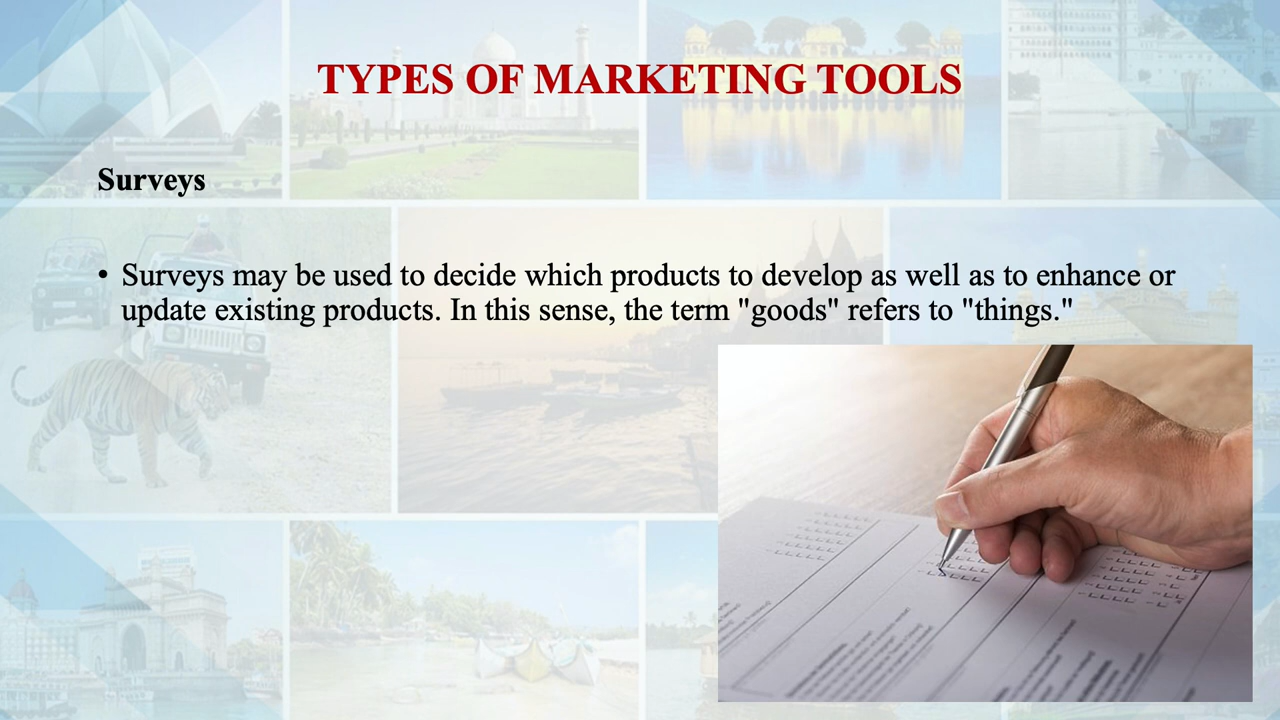 TYPES OF MARKETING TOOLS
Surveys
• Surveys may be used to decide which products to develop as well as to enhance or
update existing products. In this sense, the term "goods" refers to "things."